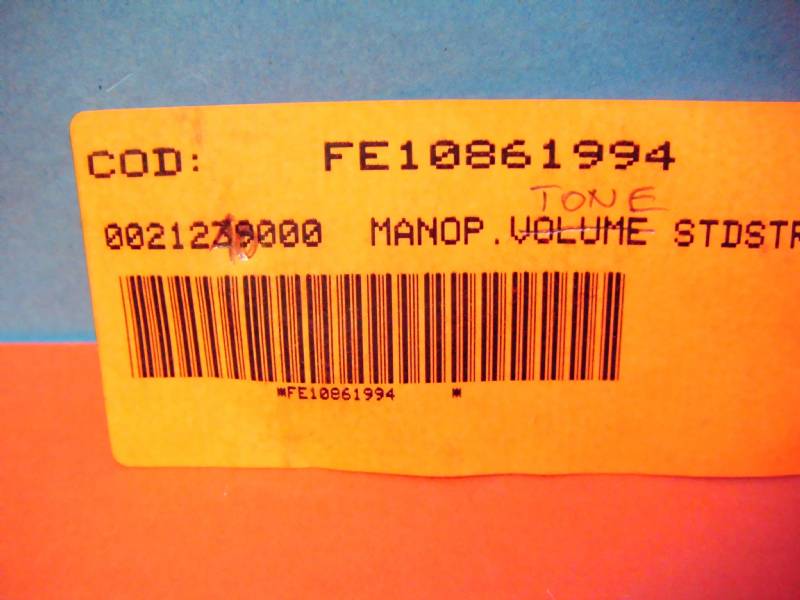 COD: FE10861994
TONE
MANOP.VOLUME STDSTR
*FE10861994 *